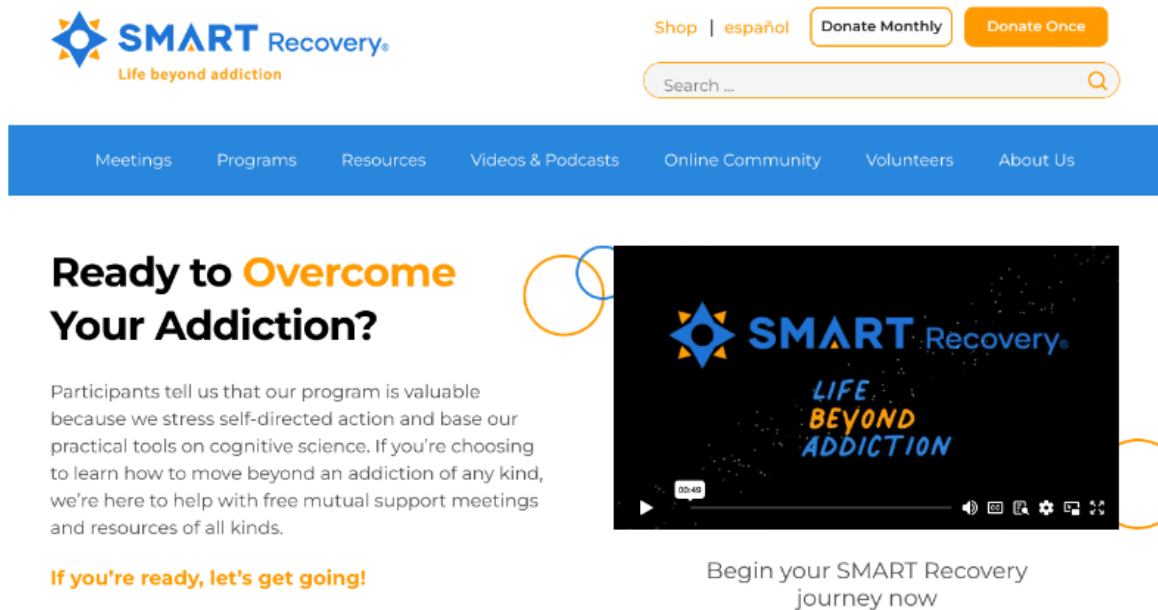 SMART Recovery®
Life beyond addiction
Shop | español
Donate Monthly
Donate Once
Search ...
Meetings
Programs
Resources
Videos & Podcasts
Online Community
Volunteers
About Us
Ready to Overcome
Your Addiction?
Participants tell us that our program is valuable
because we stress self-directed action and base our
practical tools on cognitive science. If you're choosing
to learn how to move beyond an addiction of any kind,
we're here to help with free mutual support meetings
and resources of all kinds.
If you're ready, let's get going!
SMART Recovery®
LIFE
BEYOND
ADDICTION
00:49
CC
Begin your SMART Recovery
journey now